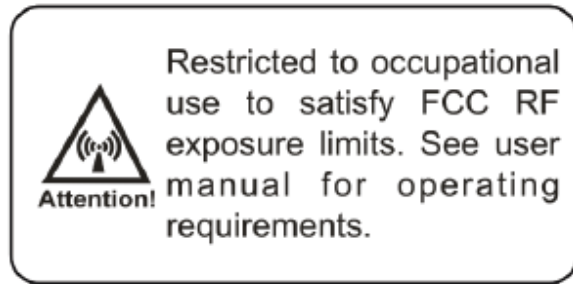 Restricted to occupational
use to satisfy FCC RF
exposure limits. See user
manual for operating
requirements.
Attention!